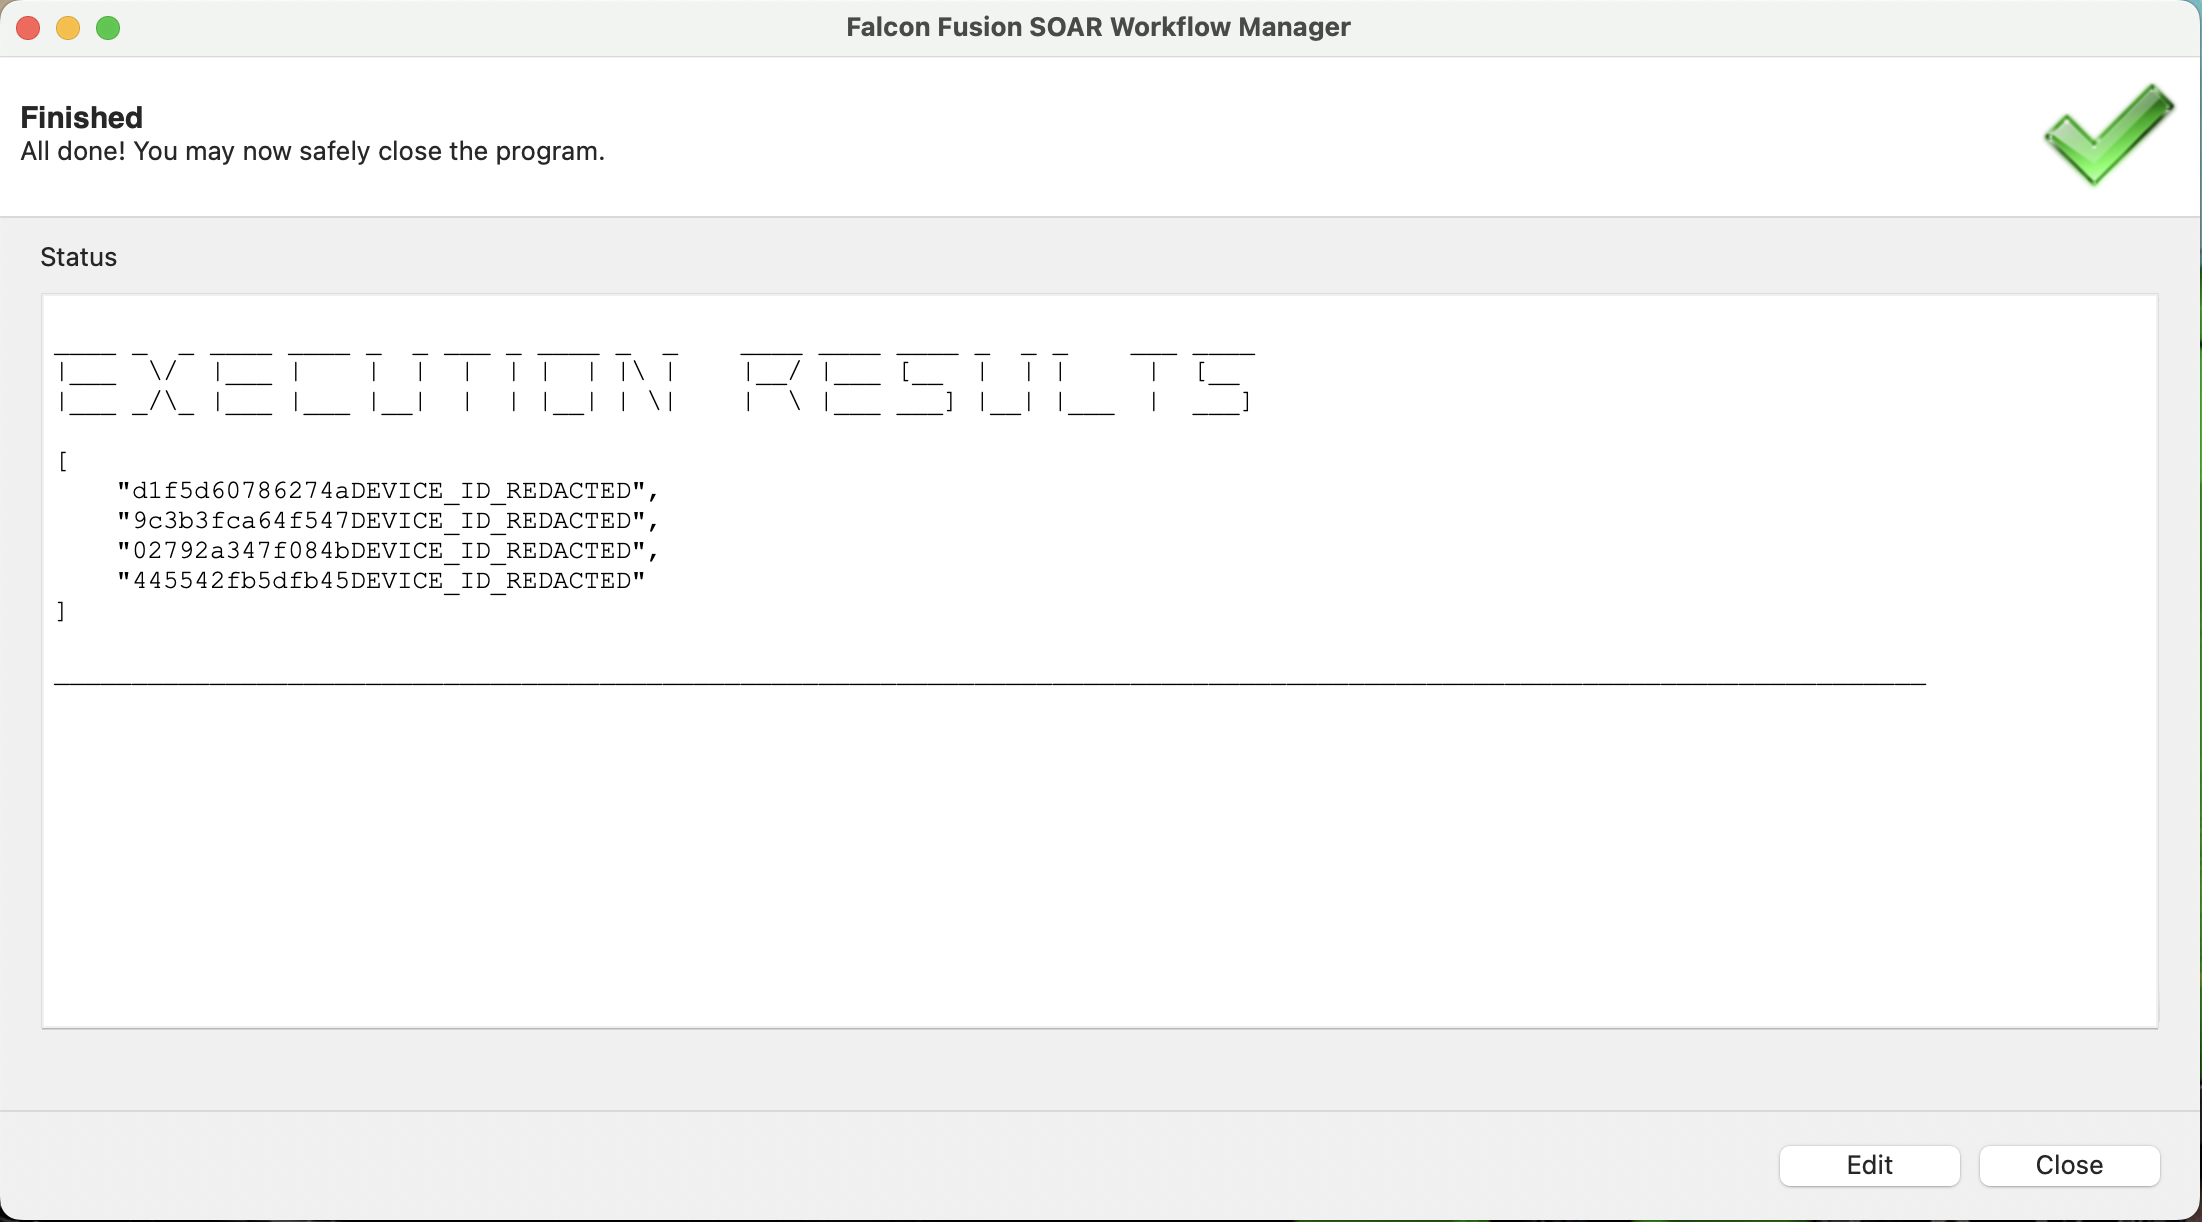 Falcon Fusion SOAR Workflow Manager
Finished
All done! You may now safely close the program.
Status
EXECUTION RESULTS
[
"d1f5d60786274aDEVICE_ID_REDACTED",
"9c3b3fca64f547DEVICE_ID_REDACTED",
"02792a347f084bDEVICE_ID_REDACTED",
"445542fb5dfb45DEVICE_ID_REDACTED"
]
Edit
Close